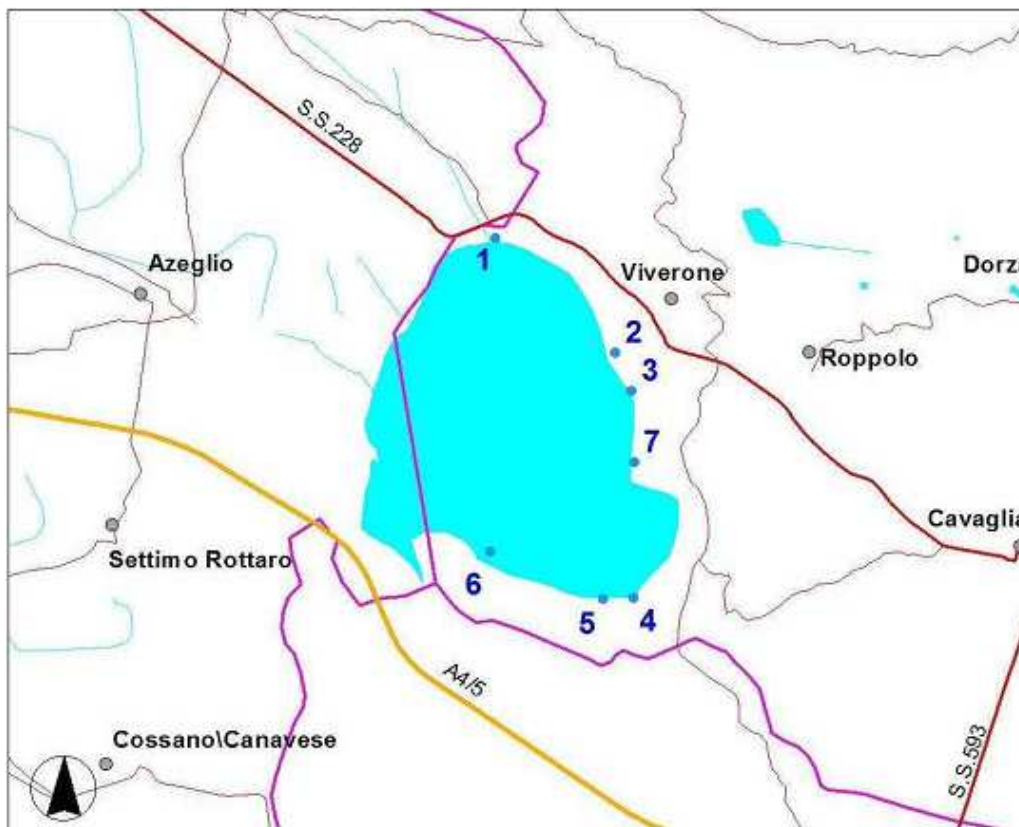 S.S.228
1
Azeglio
Viverone
Dorza
2
Roppolo
3
7
Cavaglia
Settimo Rottaro
6
5
4
A4/5
Cossano\Canavese
S.S.593